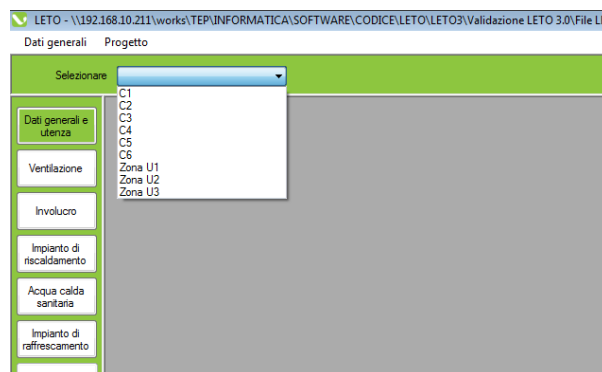 LETO - \\192.168.10.211\works\TEP\INFORMATICA\SOFTWARE\CODICE\LETO\LETO3\Validazione LETO 3.0\File
Dati generali Progetto
Selezionare
C1
C2
C3
C4
C5
C6
Zona U1
Zona U2
Zona U3
Dati generali e
utenza
Ventilazione
Involucro
Impianto di
riscaldamento
Acqua calda
sanitaria
Impianto di
raffrescamento